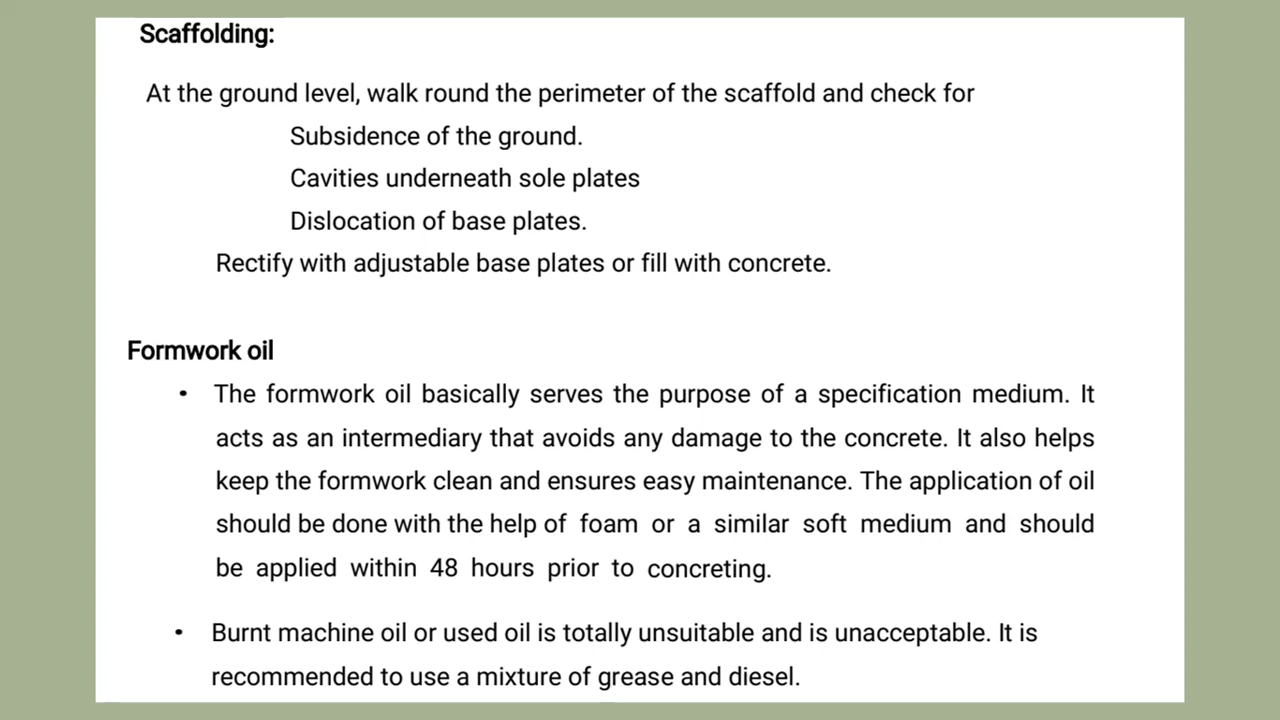 Scaffolding:
At the ground level, walk round the perimeter of the scaffold and check for
Subsidence of the ground.
Cavities underneath sole plates
Dislocation of base plates.
Rectify with adjustable base plates or fill with concrete.
Formwork oil
• The formwork oil basically serves the purpose of a specification medium. It
acts as an intermediary that avoids any damage to the concrete. It also helps
keep the formwork clean and ensures easy maintenance. The application of oil
should be done with the help of foam or a similar soft medium and should
be applied within 48 hours prior to concreting.
• Burnt machine oil or used oil is totally unsuitable and is unacceptable. It is
recommended to use a mixture of grease and diesel.